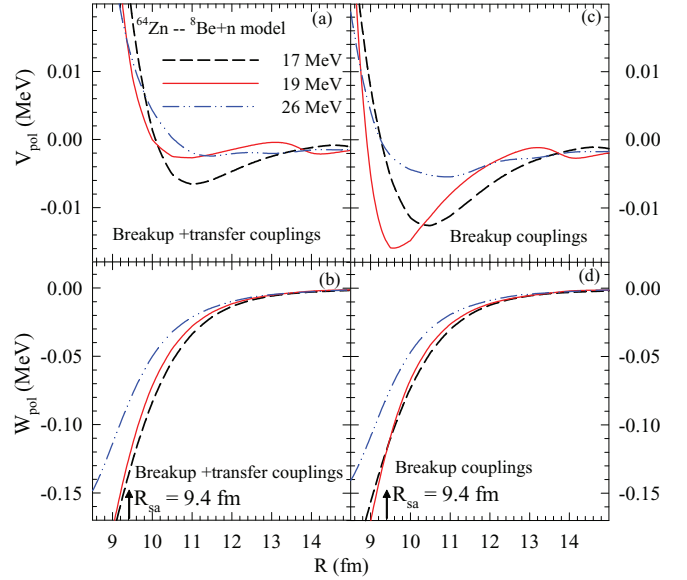 ⁶⁴Zn -- ⁸Be+n model
(a)
(c)
17 MeV
19 MeV
26 MeV
0.01
0.00
-0.01
V_pol (MeV)
0.01
0.00
-0.01
Breakup +transfer couplings
Breakup couplings
(b)
(d)
0.00
-0.05
-0.10
-0.15
W_pol (MeV)
0.00
-0.05
-0.10
-0.15
Breakup +transfer couplings
R_sa = 9.4 fm
Breakup couplings
R_sa = 9.4 fm
9 10 11 12 13 14
9 10 11 12 13 14
R (fm)